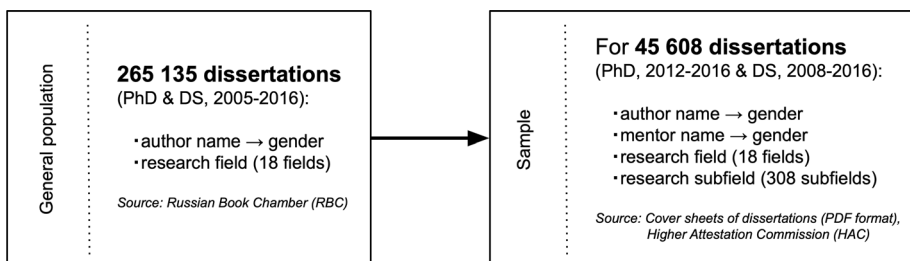 General population
265 135 dissertations
(PhD & DS, 2005-2016):
·author name → gender
·research field (18 fields)
Source: Russian Book Chamber (RBC)
Sample
For 45 608 dissertations
(PhD, 2012-2016 & DS, 2008-2016):
·author name → gender
·mentor name → gender
·research field (18 fields)
·research subfield (308 subfields)
Source: Cover sheets of dissertations (PDF format),
Higher Attestation Commission (HAC)